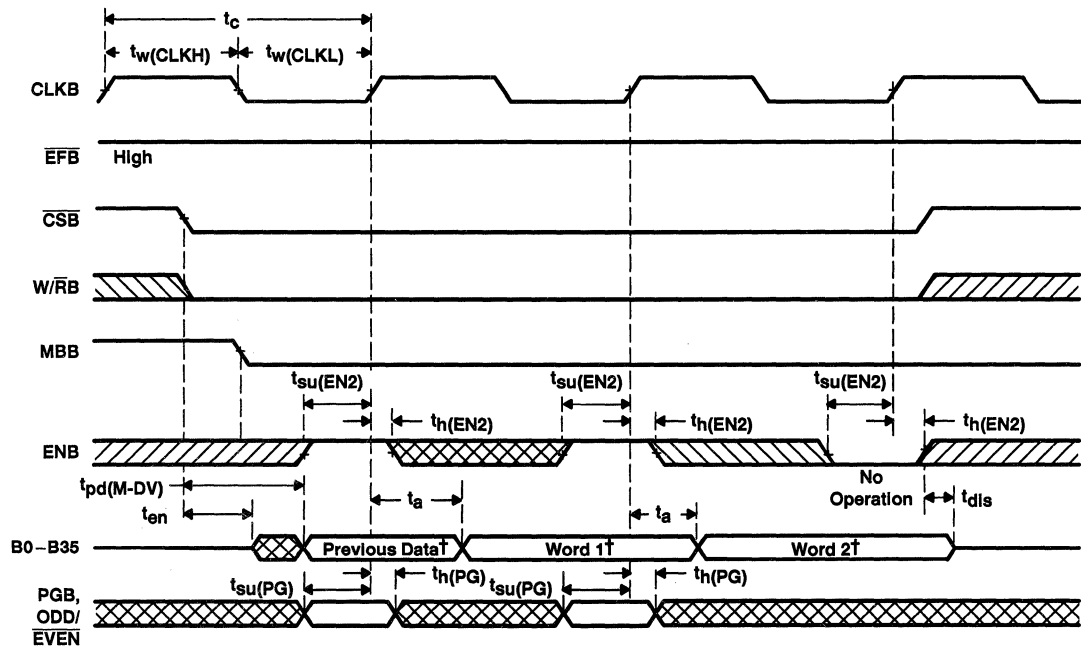 tc
tw(CLKH)
tw(CLKL)
CLKB
EFB
High
CSB
W/RB
MBB
tsu(EN2)
tsu(EN2)
tsu(EN2)
th(EN2)
th(EN2)
th(EN2)
ENB
No
Operation
tpd(M-DV)
ta
ta
tdis
ten
B0–B35
Previous Data†
Word 1†
Word 2†
tsu(PG)
th(PG)
tsu(PG)
th(PG)
PGB,
ODD/
EVEN